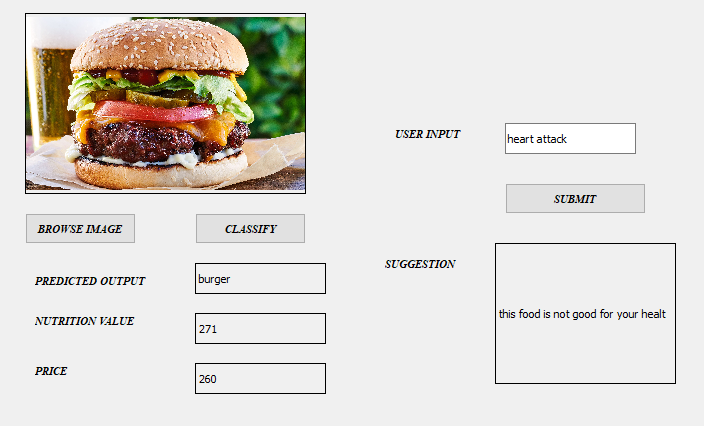 USER INPUT
heart attack
SUBMIT
BROWSE IMAGE
CLASSIFY
PREDICTED OUTPUT
burger
NUTRITION VALUE
271
PRICE
260
SUGGESTION
this food is not good for your healt